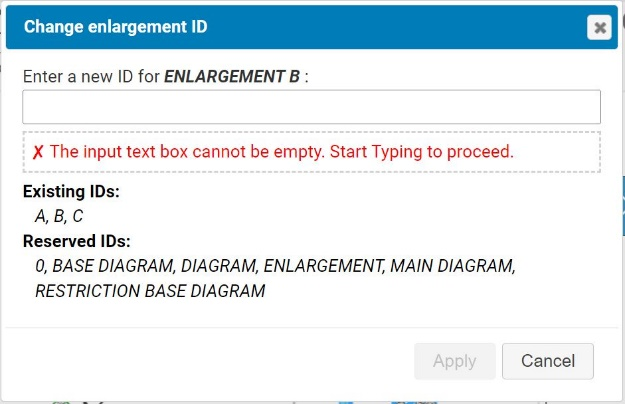 Change enlargement ID
Enter a new ID for ENLARGEMENT B :
✗ The input text box cannot be empty. Start Typing to proceed.
Existing IDs:
A, B, C
Reserved IDs:
0, BASE DIAGRAM, DIAGRAM, ENLARGEMENT, MAIN DIAGRAM,
RESTRICTION BASE DIAGRAM
Apply Cancel